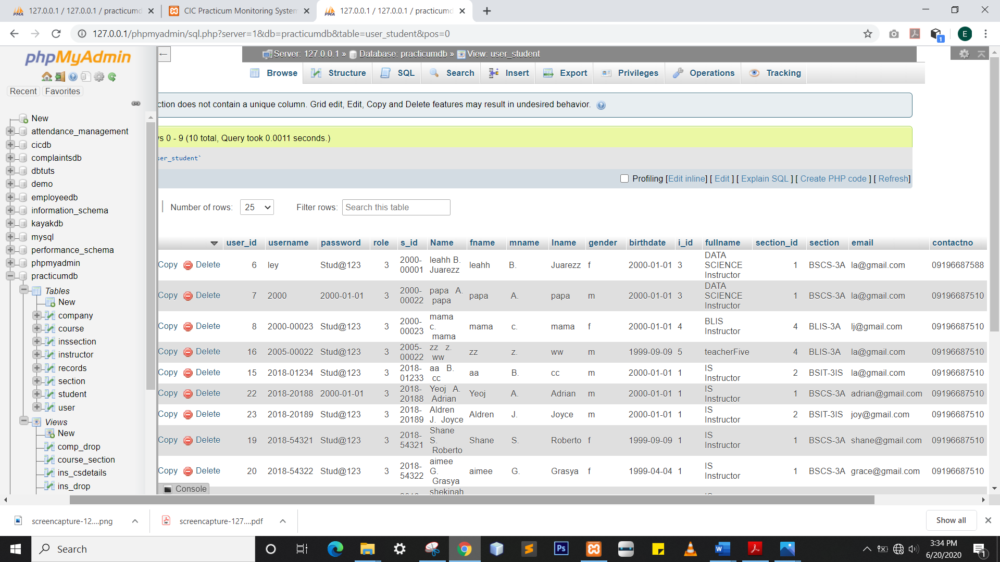 127.0.0.1 / 127.0.0.1 / practicumd
CIC Practicum Monitoring System
127.0.0.1 / 127.0.0.1 / practicumd
127.0.0.1/phpmyadmin/sql.php?server=1&db=practicumdb&table=user_student&pos=0
E
1
phpMyAdmin
Recent Favorites
New
attendance_management
cicdb
complaintsdb
dbtuts
demo
employeedb
information_schema
kayakdb
mysql
performance_schema
phpmyadmin
practicumdb
Tables
New
company
course
inssection
instructor
records
section
student
user
Views
New
comp_drop
course_section
ins_csdetails
ins_drop
Server: 127.0.0.1 » Database: practicumdb » View: user_student
Browse Structure SQL Search Insert Export Privileges Operations Tracking
ction does not contain a unique column. Grid edit, Edit, Copy and Delete features may result in undesired behavior.
s 0 - 9 (10 total, Query took 0.0011 seconds.)
ser_student`
Profiling [Edit inline] [ Edit ] [ Explain SQL ] [ Create PHP code ] [ Refresh]
Number of rows: 25 Filter rows: Search this table
user_id username password role s_id Name fname mname lname gender birthdate i_id fullname section_id section email contactno
Copy Delete 6 ley Stud@123 3 2000-00001 leahh B. Juarezz leahh B. Juarezz f 2000-01-01 3 DATA SCIENCE Instructor 1 BSCS-3A la@gmail.com 09196687588
Copy Delete 7 2000 2000-01-01 3 2000-00022 papa A. papa papa A. papa m 2000-01-01 3 DATA SCIENCE Instructor 1 BSCS-3A la@gmail.com 09196687510
Copy Delete 8 2000-00023 Stud@123 3 2000-00023 mama c. mama mama c. mama f 2000-01-01 4 BLIS Instructor 4 BLIS-3A lj@gmail.com 09196687510
Copy Delete 16 2005-00022 Stud@123 3 2005-00022 zz z. ww zz z. ww m 1999-09-09 5 teacherFive 4 BLIS-3A la@gmail.com 09196687510
Copy Delete 15 2018-01234 Stud@123 3 2018-01233 aa B. cc aa B. cc m 2000-01-01 1 IS Instructor 2 BSIT-3IS la@gmail.com 09196687510
Copy Delete 22 2018-20188 2000-01-01 3 2018-20188 Yeoj A. Adrian Yeoj A. Adrian m 2000-01-01 1 IS Instructor 1 BSCS-3A adrian@gmail.com 09196687510
Copy Delete 23 2018-20189 Stud@123 3 2018-20189 Aldren J. Joyce Aldren J. Joyce m 2000-01-01 1 IS Instructor 2 BSIT-3IS joy@gmail.com 09196687510
Copy Delete 19 2018-54321 Stud@123 3 2018-54321 Shane S. Roberto Shane S. Roberto f 1999-09-09 1 IS Instructor 1 BSCS-3A shane@gmail.com 09196687510
Copy Delete 20 2018-54322 Stud@123 3 2018-54322 aimee G. Grasya aimee G. Grasya f 1999-04-04 1 IS Instructor 1 BSCS-3A grace@gmail.com 09196687510
shekinah
Console
screencapture-12....png
screencapture-127....pdf
Show all
Search
Ps
3:34 PM
6/20/2020
1